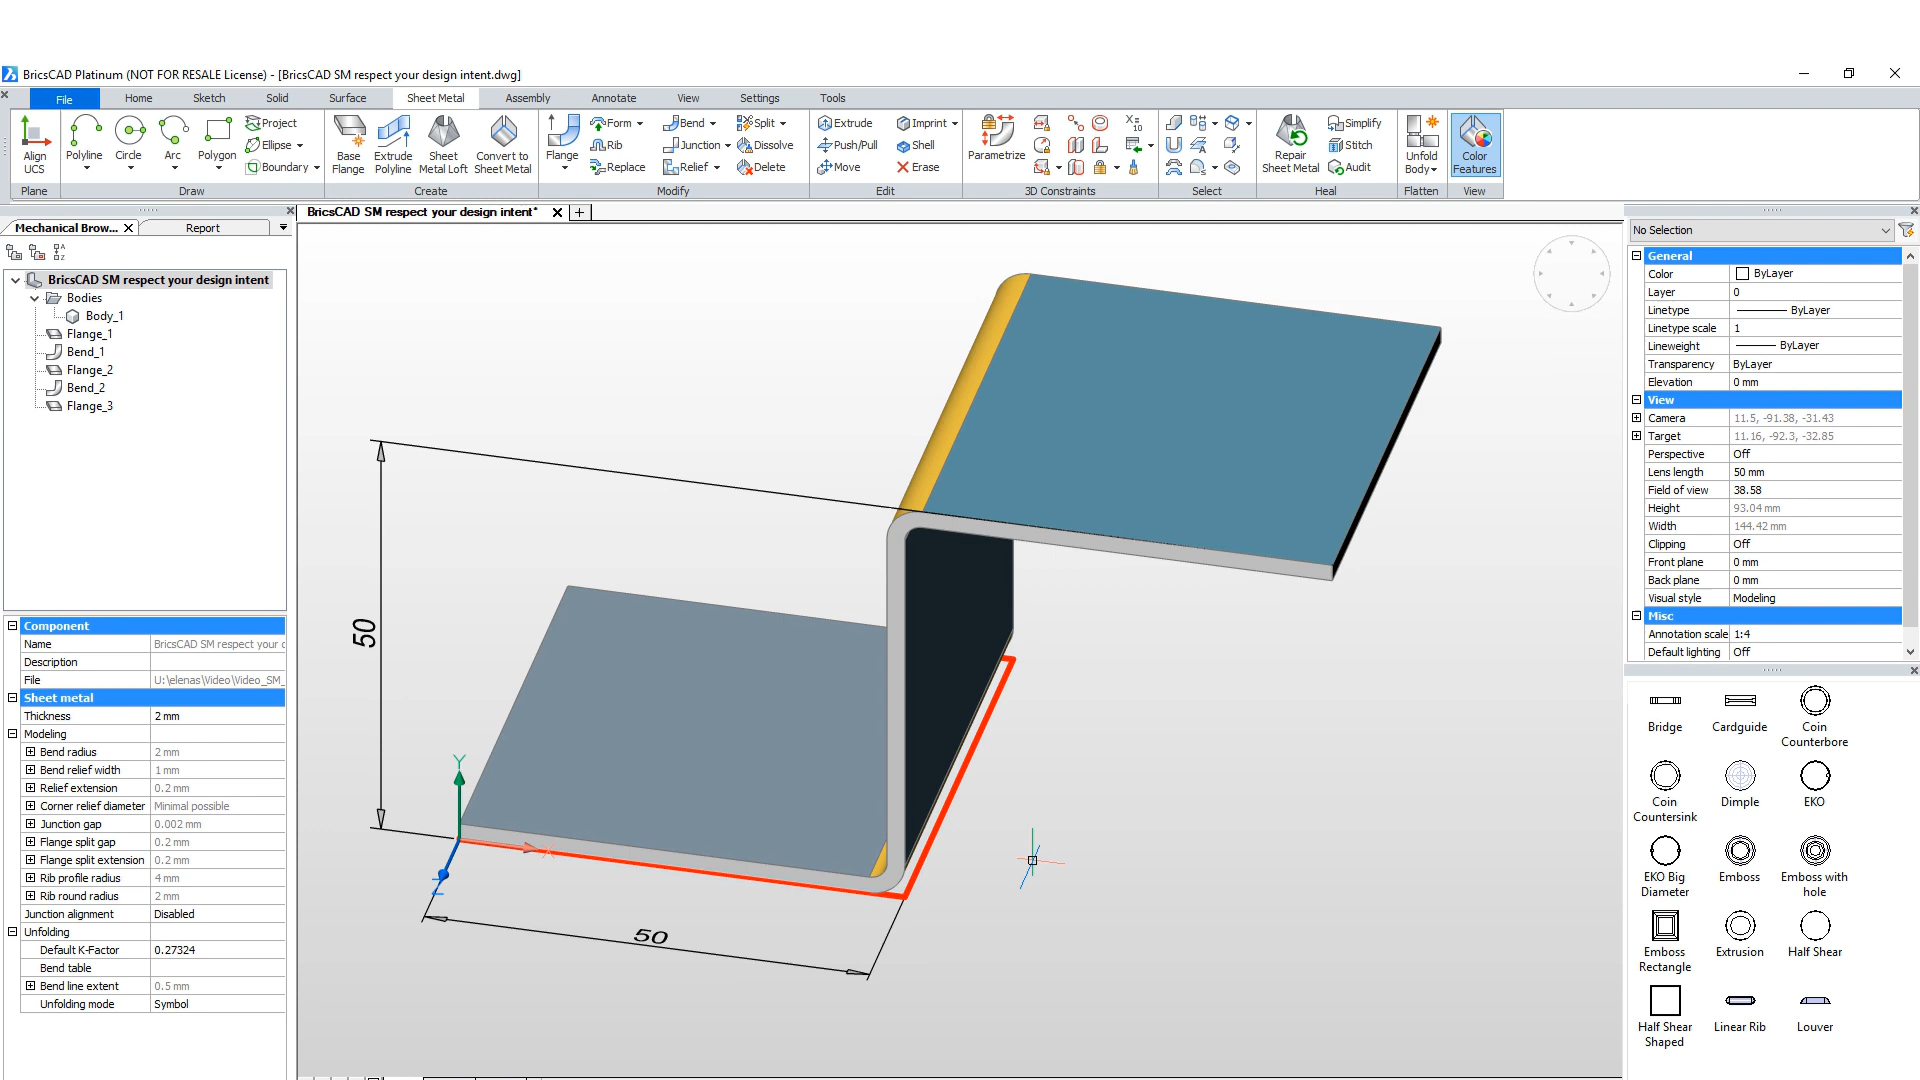 BricsCAD Platinum (NOT FOR RESALE License) - [BricsCAD SM respect your design intent.dwg]
File Home Sketch Solid Surface Sheet Metal Assembly Annotate View Settings Tools
Align UCS
Plane
Polyline Circle Arc Polygon
Project
Ellipse
Boundary
Draw
Base Flange
Extrude Polyline
Sheet Metal Loft
Convert to Sheet Metal
Create
Flange
Form Bend Split
Rib Junction Dissolve
Replace Relief Delete
Modify
Extrude Imprint
Push/Pull Shell
Move Erase
Edit
Parametrize
X=
10
3D Constraints
Select
Repair Sheet Metal
Simplify
Stitch
Audit
Heal
Unfold Body
Flatten
Color Features
View
Mechanical Brow... Report
BricsCAD SM respect your design intent*
BricsCAD SM respect your design intent
Bodies
Body_1
Flange_1
Bend_1
Flange_2
Bend_2
Flange_3
Component
Name BricsCAD SM respect your
Description
File U:\elenas\Video\Video_SM_
Sheet metal
Thickness 2 mm
Modeling
Bend radius 2 mm
Bend relief width 1 mm
Relief extension 0.2 mm
Corner relief diameter Minimal possible
Junction gap 0.002 mm
Flange split gap 0.2 mm
Flange split extension 0.2 mm
Rib profile radius 4 mm
Rib round radius 2 mm
Junction alignment Disabled
Unfolding
Default K-Factor 0.27324
Bend table
Bend line extent 0.5 mm
Unfolding mode Symbol
50
Y
X
50
No Selection
General
Color ByLayer
Layer 0
Linetype ByLayer
Linetype scale 1
Lineweight ByLayer
Transparency ByLayer
Elevation 0 mm
View
Camera 11.5, -91.38, -31.43
Target 11.16, -92.3, -32.85
Perspective Off
Lens length 50 mm
Field of view 38.58
Height 93.04 mm
Width 144.42 mm
Clipping Off
Front plane 0 mm
Back plane 0 mm
Visual style Modeling
Misc
Annotation scale 1:4
Default lighting Off
Bridge Cardguide Coin Counterbore
Coin Countersink Dimple EKO
EKO Big Diameter Emboss Emboss with hole
Emboss Rectangle Extrusion Half Shear
Half Shear Shaped Linear Rib Louver